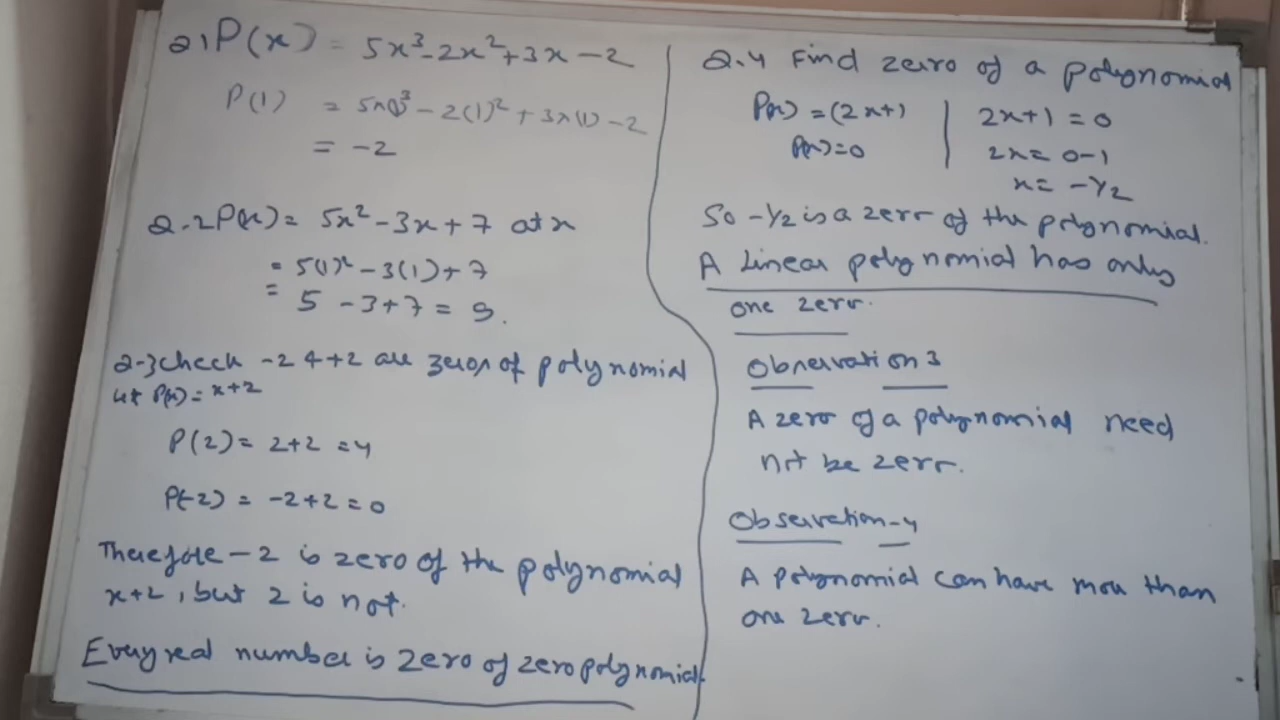 Q1 P(x) = 5x³-2x²+3x-2
P(1) = 5x(1)³-2(1)²+3x(1)-2
= -2
Q.2 P(x) = 5x²-3x+7 at x
= 5(1)²-3(1)+7
= 5-3+7 = 9.
Q-3 check -2 & +2 are zeros of polynomial
let P(x) = x+2
P(2) = 2+2 = 4
P(-2) = -2+2 = 0
Therefore -2 is zero of the polynomial
x+2, but 2 is not.
Every real number is zero of zero polynomial.
Q.4 Find zero of a polynomial
P(x) = (2x+1) | 2x+1 = 0
P(x) = 0 | 2x = 0-1
x = -1/2
So -1/2 is a zero of the polynomial.
A Linear polynomial has only
one zero.
Observation 3
A zero of a polynomial need
not be zero.
Observation-4
A polynomial can have more than
one zero.